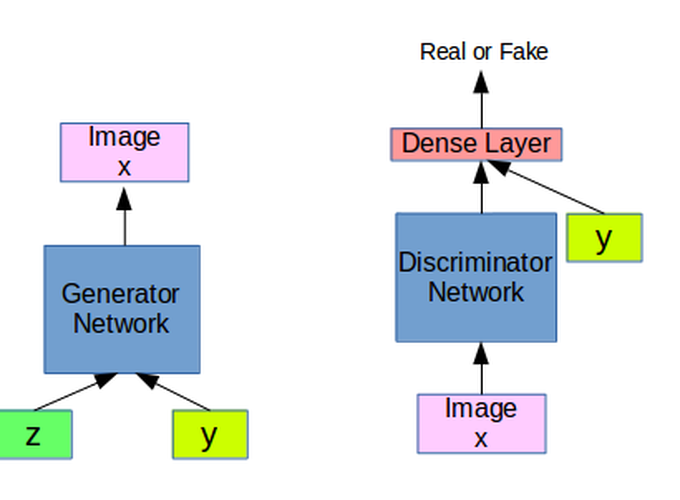 Image
x
Generator
Network
z
y
Real or Fake
Dense Layer
Discriminator
Network
y
Image
x